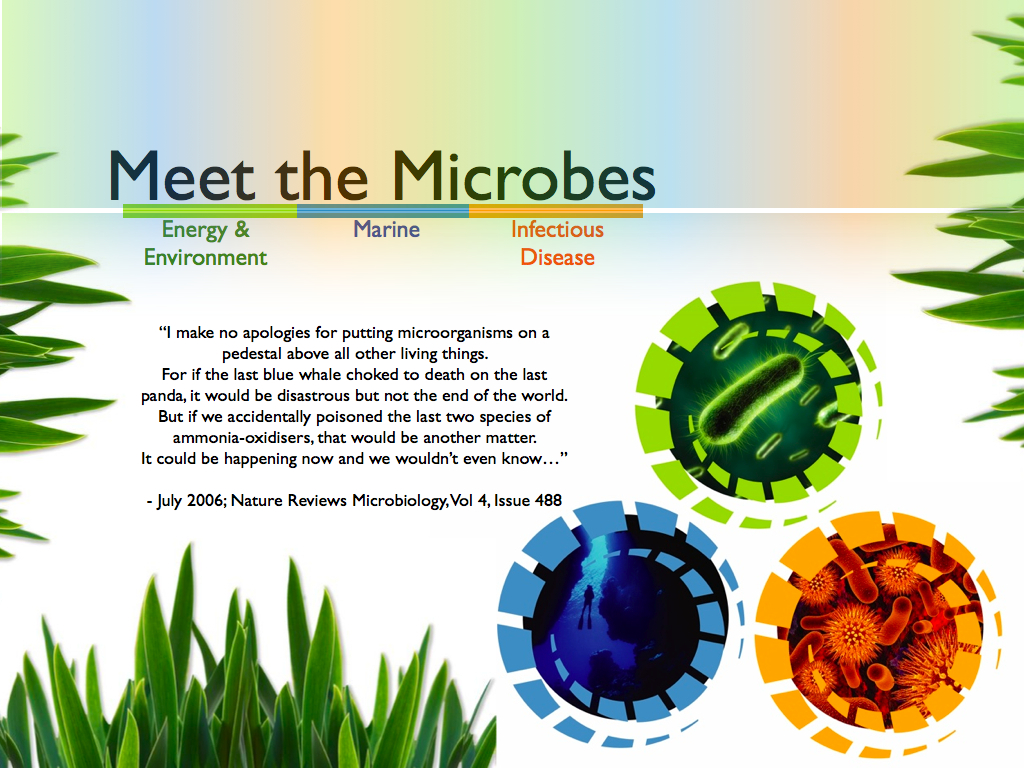 Meet the Microbes
Energy &
Environment
Marine
Infectious
Disease
“I make no apologies for putting microorganisms on a
pedestal above all other living things.
For if the last blue whale choked to death on the last
panda, it would be disastrous but not the end of the world.
But if we accidentally poisoned the last two species of
ammonia-oxidisers, that would be another matter.
It could be happening now and we wouldn’t even know…”
- July 2006; Nature Reviews Microbiology, Vol 4, Issue 488